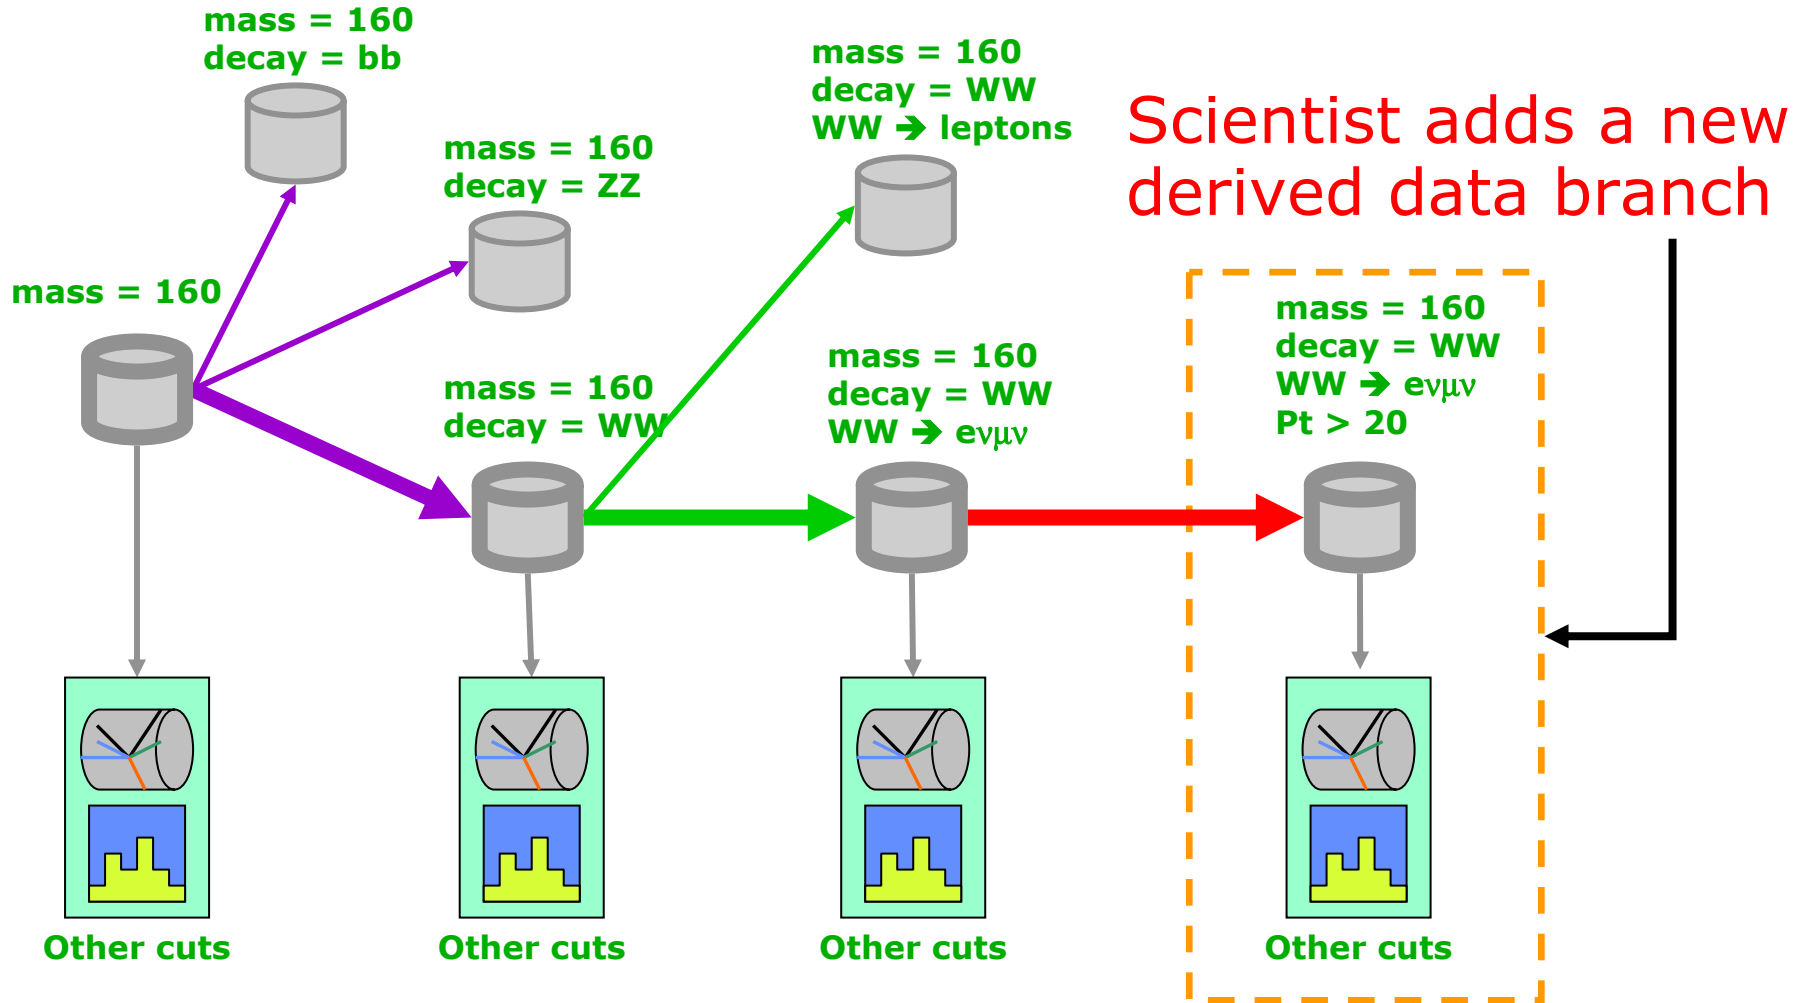 mass = 160
decay = bb
mass = 160
decay = WW
WW ➔ leptons
Scientist adds a new
derived data branch
mass = 160
decay = ZZ
mass = 160
mass = 160
decay = WW
WW ➔ eνμν
Pt > 20
mass = 160
decay = WW
WW ➔ eνμν
mass = 160
decay = WW
Other cuts
Other cuts
Other cuts
Other cuts